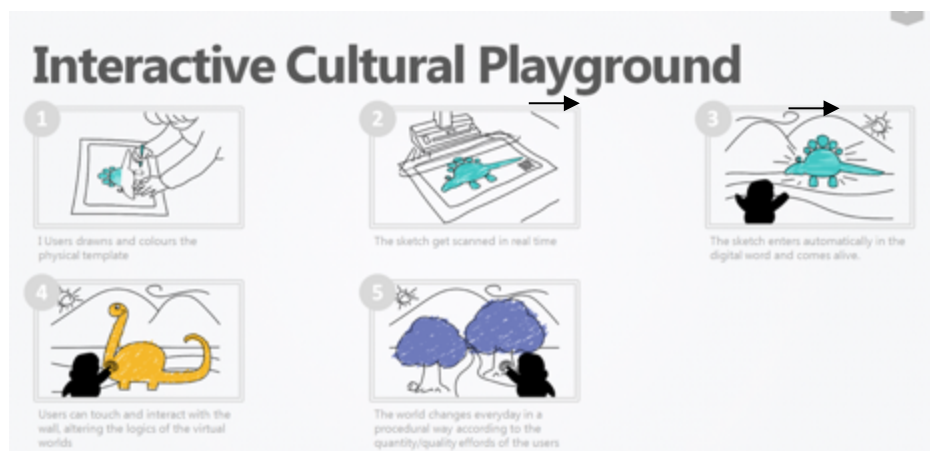 Interactive Cultural Playground
1
2
3
I Users drawns and colours the
physical template
The sketch get scanned in real time
The sketch enters automatically in the
digital word and comes alive.
4
5
Users can touch and interact with the
wall, altering the logics of the virtual
worlds
The world changes everyday in a
procedural way according to the
quantity/quality effords of the users